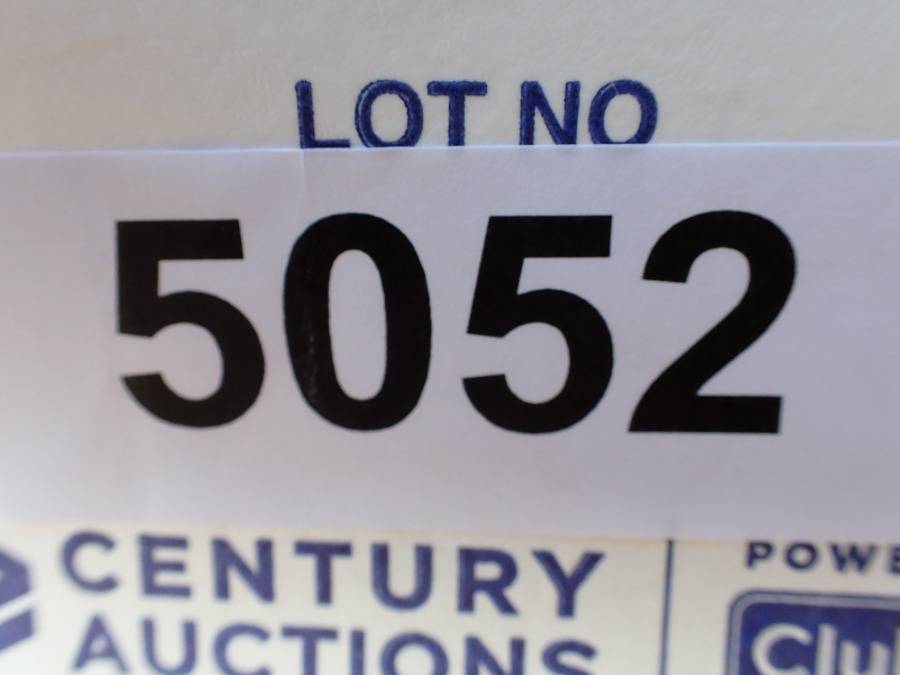 LOT NO
5052
CENTURY
AUCTIONS